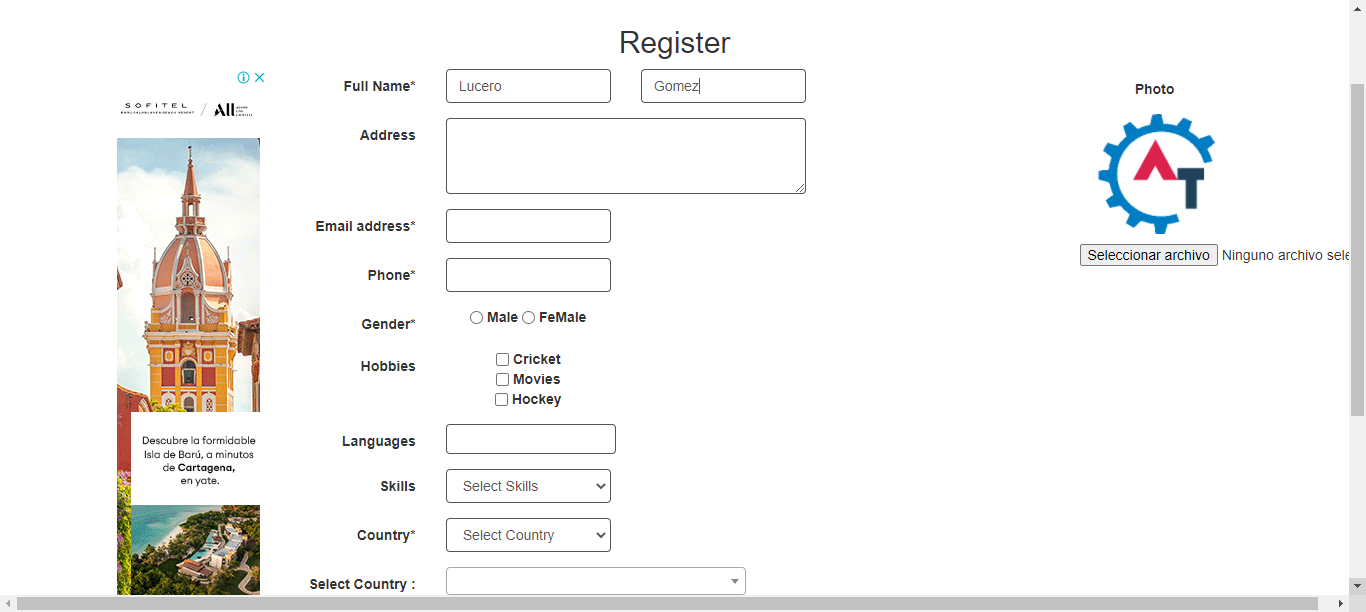 Register
Full Name* Lucero Gomez
Address
Email address*
Phone*
Gender* Male FeMale
Hobbies Cricket
Movies
Hockey
Languages
Skills Select Skills
Country* Select Country
Select Country :
Photo
AT
Seleccionar archivo Ninguno archivo sele
SOFITEL / All
Descubre la formidable
Isla de Barú, a minutos
de Cartagena,
en yate.